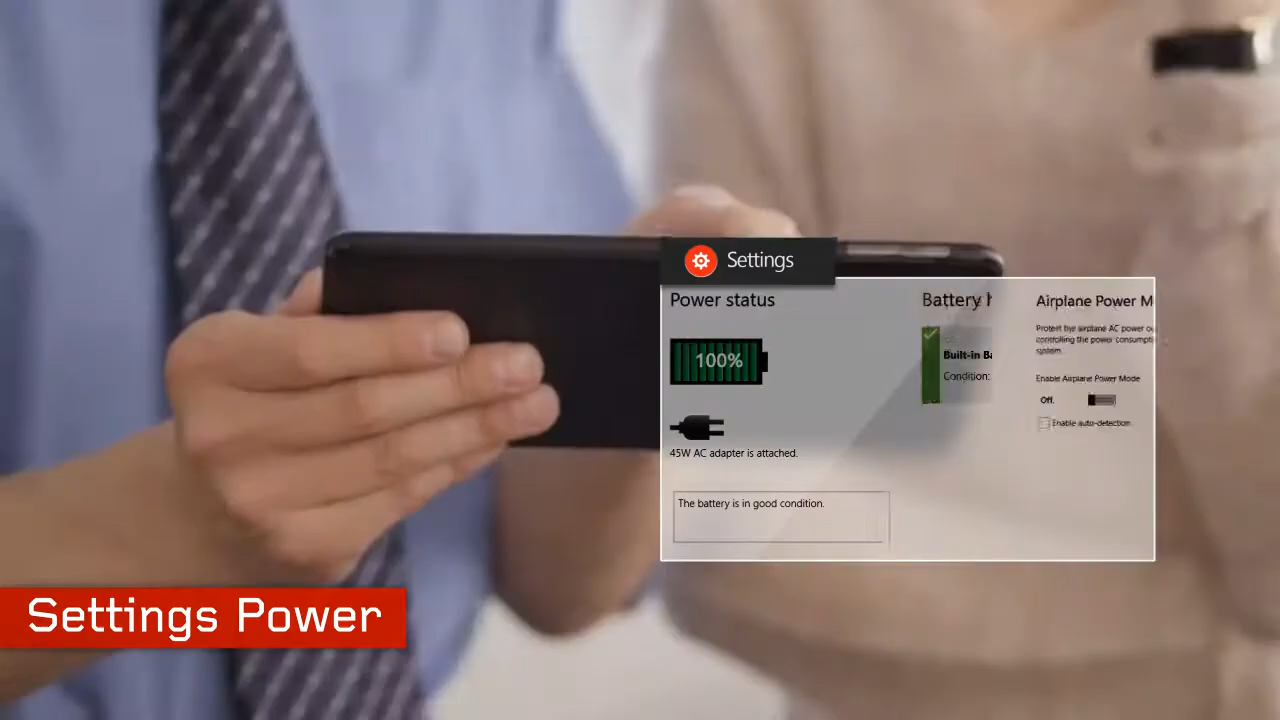 Settings
Power status
100%
45W AC adapter is attached.
The battery is in good condition.
Battery h
Built-in Ba
Condition:
Airplane Power M
Protect the airplane AC power ou
controlling the power consumpti
system.
Enable Airplane Power Mode
Off.
Enable auto-detection
Settings Power